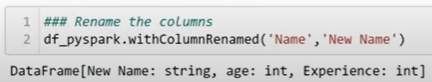 1 ### Rename the columns
2 df_pyspark.withColumnRenamed('Name','New Name')
DataFrame[New Name: string, age: int, Experience: int]